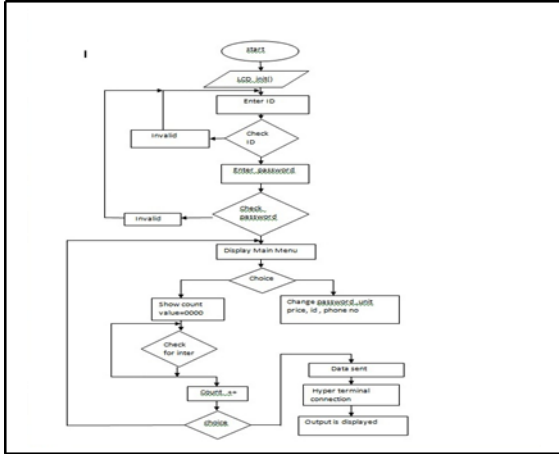 start
LCD_init()
Enter ID
Invalid
Check
ID
Enter password
Invalid
Check
password
Display Main Menu
Choice
Show count
value=0000
Change password, unit
price, id , phone no
Check
for inter
Data sent
Count ++
Hyper terminal
connection
choice
Output is displayed